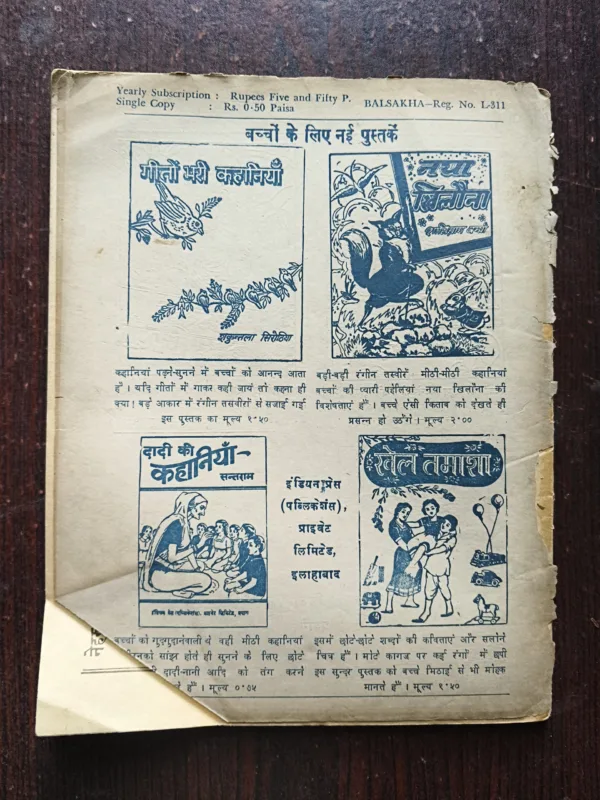 Yearly Subscription : Rupees Five and Fifty P.
Single Copy : Rs. 0·50 Paisa
BALSAKHA—Reg. No. L-311
बच्चों के लिए नई पुस्तकें
गीतों भरी कहानियाँ
शकुन्तला सिरोठिया
नया
खिलौना
कहानियां पढ़ने-सुनने में बच्चों को आनन्द आता
हैं। यदि गीतों में गाकर कही जायं तो कहना ही
क्या! बड़े आकार में रंगीन तसवीरों से सजाई गई
इस पुस्तक का मूल्य १·५०
बड़ी-बड़ी रंगीन तस्वीरें मीठी-मीठी कहानियां
बच्चों की प्यारी पहेलियां नया खिलौना की
विशेषताएं हैं। बच्चे ऐसी किताब को देखते ही
प्रसन्न हो उठेंगे। मूल्य २·००
दादी की
कहानियाँ
सन्तराम
इंडियन प्रेस
(पब्लिकेशंस),
प्राइवेट
लिमिटेड,
इलाहाबाद
खेल तमाशा
बच्चों को गुदगुदानेवाली ये वही मीठी कहानियां
सांझ होते ही सुनने के लिए छोटे
दादी-नानी आदि को तंग करते
हैं। मूल्य ०·७५
इसमें छोटे-छोटे शब्दों की कविताएं और सलोने
चित्र हैं। मोटे कागज पर कई रंगों में छपी
इस सुन्दर पुस्तक को बच्चे मिठाई से भी मोहक
मानते हैं। मूल्य १·५०